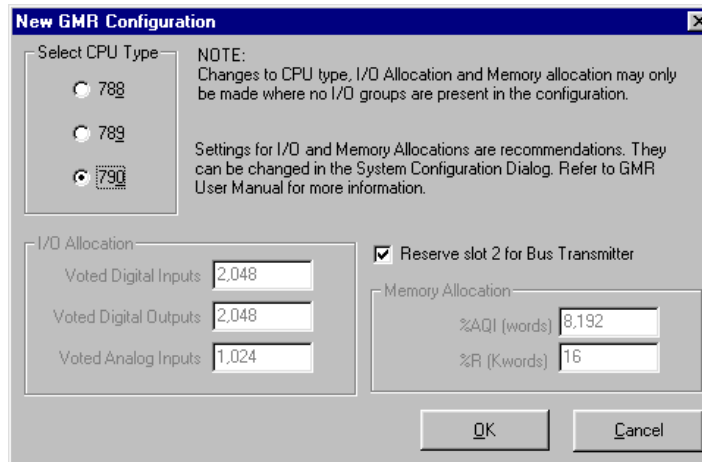 New GMR Configuration
Select CPU Type
788
789
790
NOTE:
Changes to CPU type, I/O Allocation and Memory allocation may only
be made where no I/O groups are present in the configuration.
Settings for I/O and Memory Allocations are recommendations. They
can be changed in the System Configuration Dialog. Refer to GMR
User Manual for more information.
I/O Allocation
Voted Digital Inputs 2,048
Voted Digital Outputs 2,048
Voted Analog Inputs 1,024
Reserve slot 2 for Bus Transmitter
Memory Allocation
%AQI (words) 8,192
%R (Kwords) 16
OK
Cancel